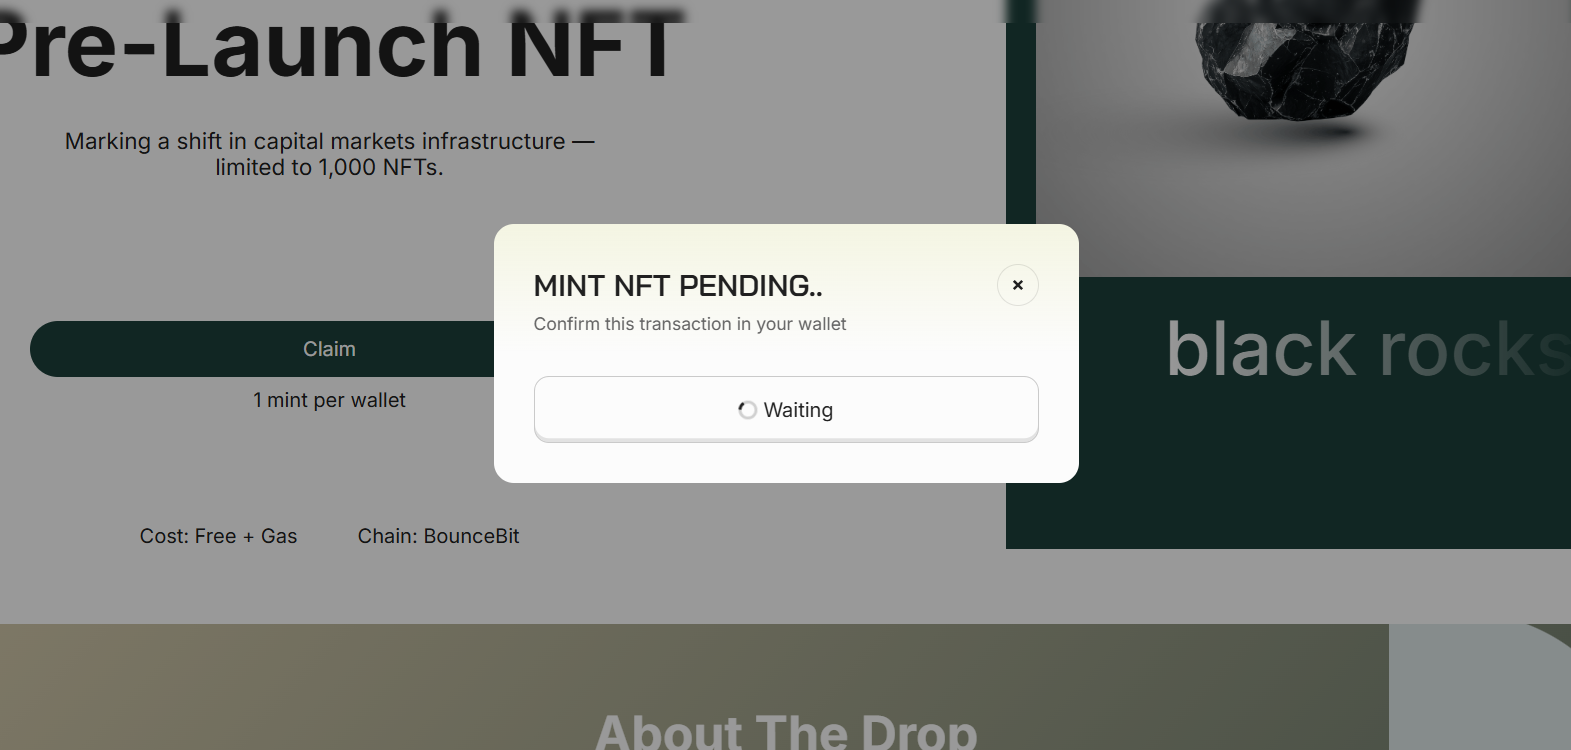 Pre-Launch NFT
Marking a shift in capital markets infrastructure —
limited to 1,000 NFTs.
Claim
1 mint per wallet
Cost: Free + Gas
Chain: BounceBit
MINT NFT PENDING..
Confirm this transaction in your wallet
Waiting
black rocks
About The Drop